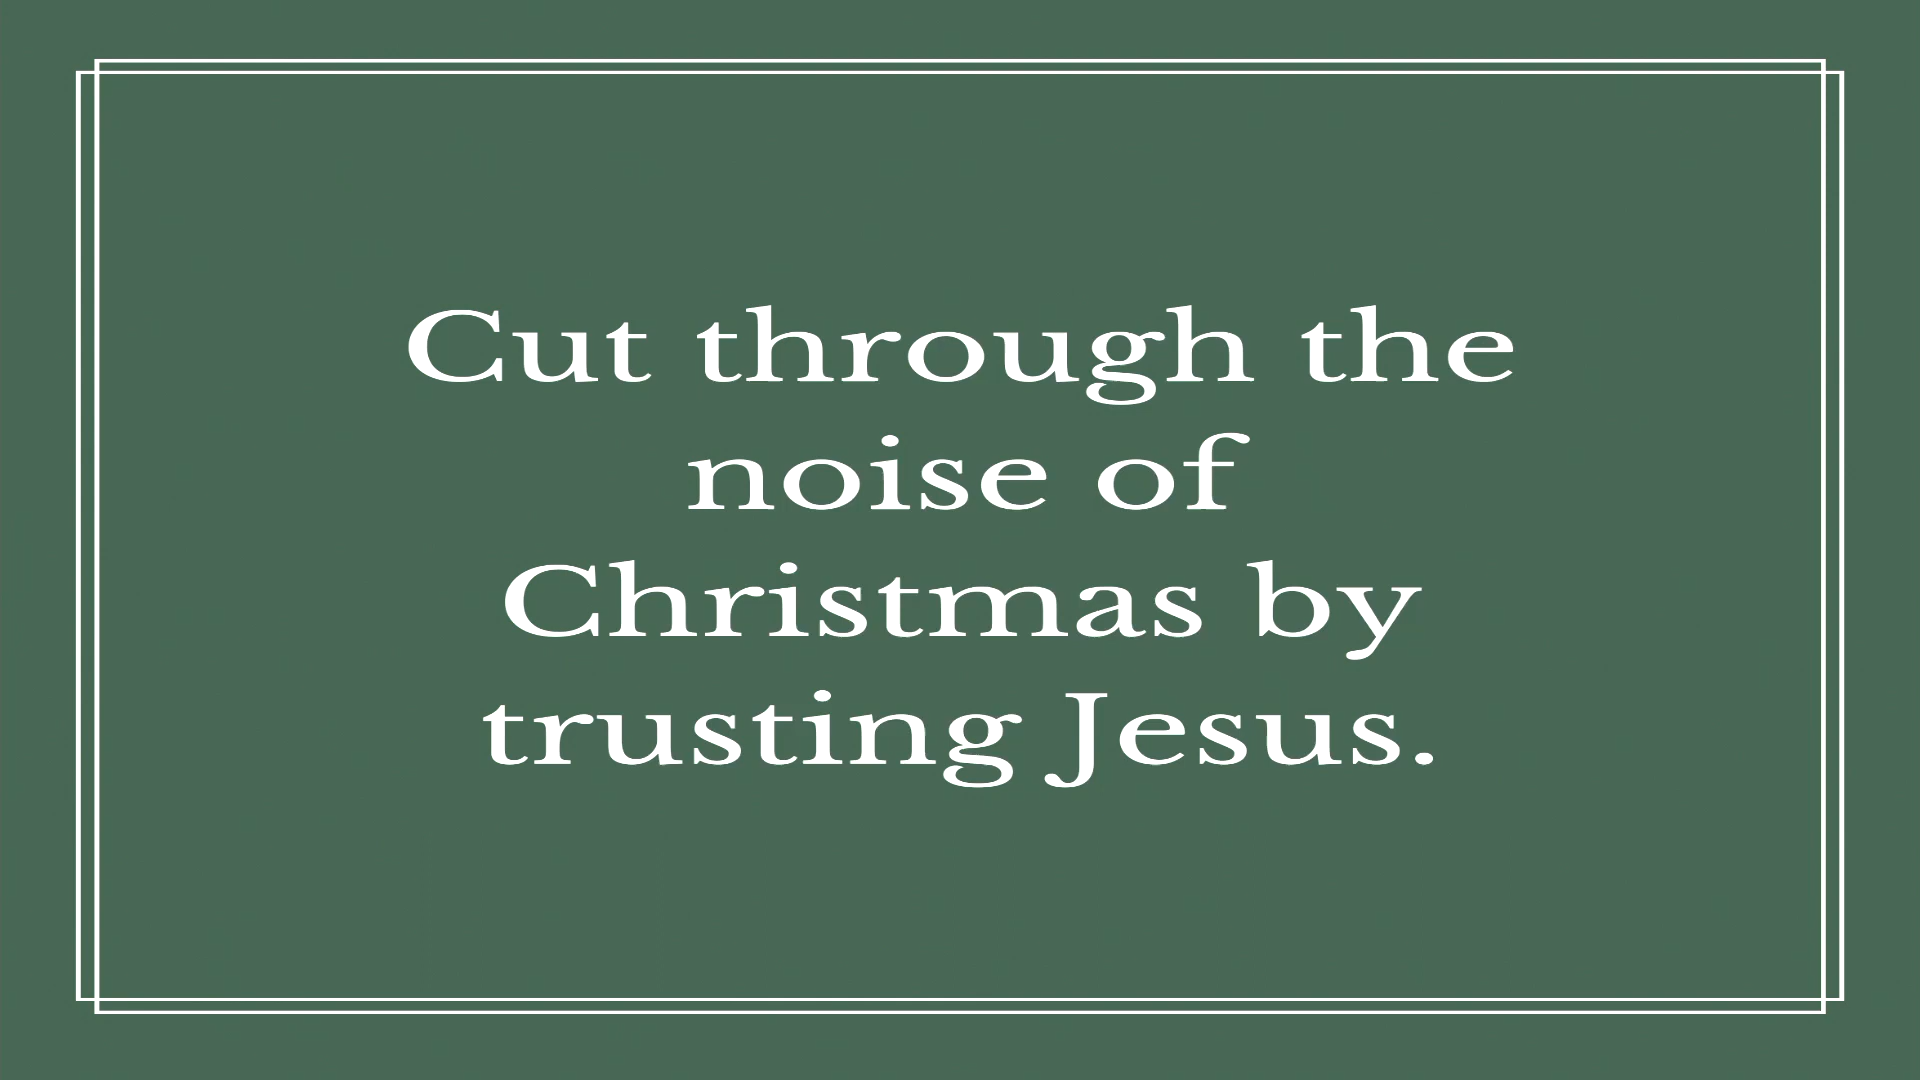 Cut through the
noise of
Christmas by
trusting Jesus.